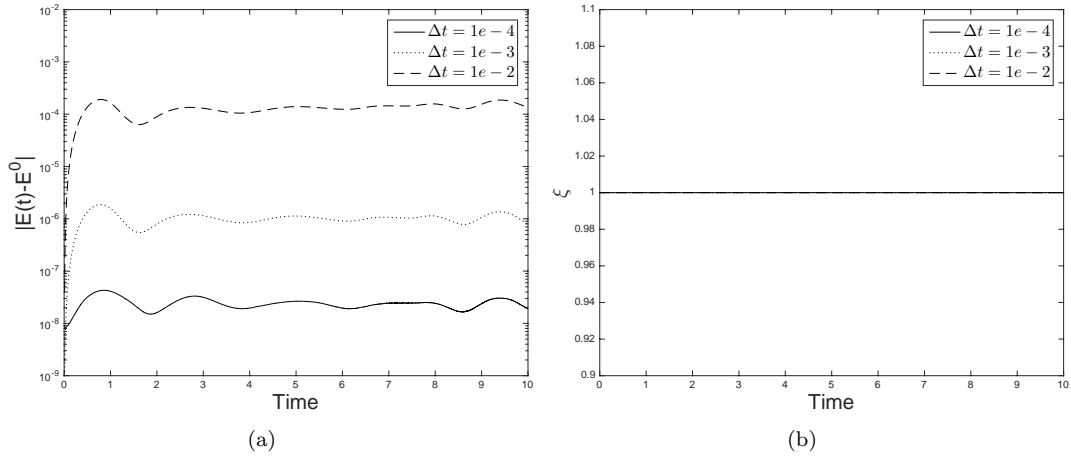 10^-2
10^-3
10^-4
10^-5
10^-6
10^-7
10^-8
10^-9
|E(t)-E^0|
0 1 2 3 4 5 6 7 8 9 10
Time
Δt = 1e − 4
Δt = 1e − 3
Δt = 1e − 2
(a)
1.1
1.08
1.06
1.04
1.02
1
0.98
0.96
0.94
0.92
0.9
ξ
0 1 2 3 4 5 6 7 8 9 10
Time
Δt = 1e − 4
Δt = 1e − 3
Δt = 1e − 2
(b)